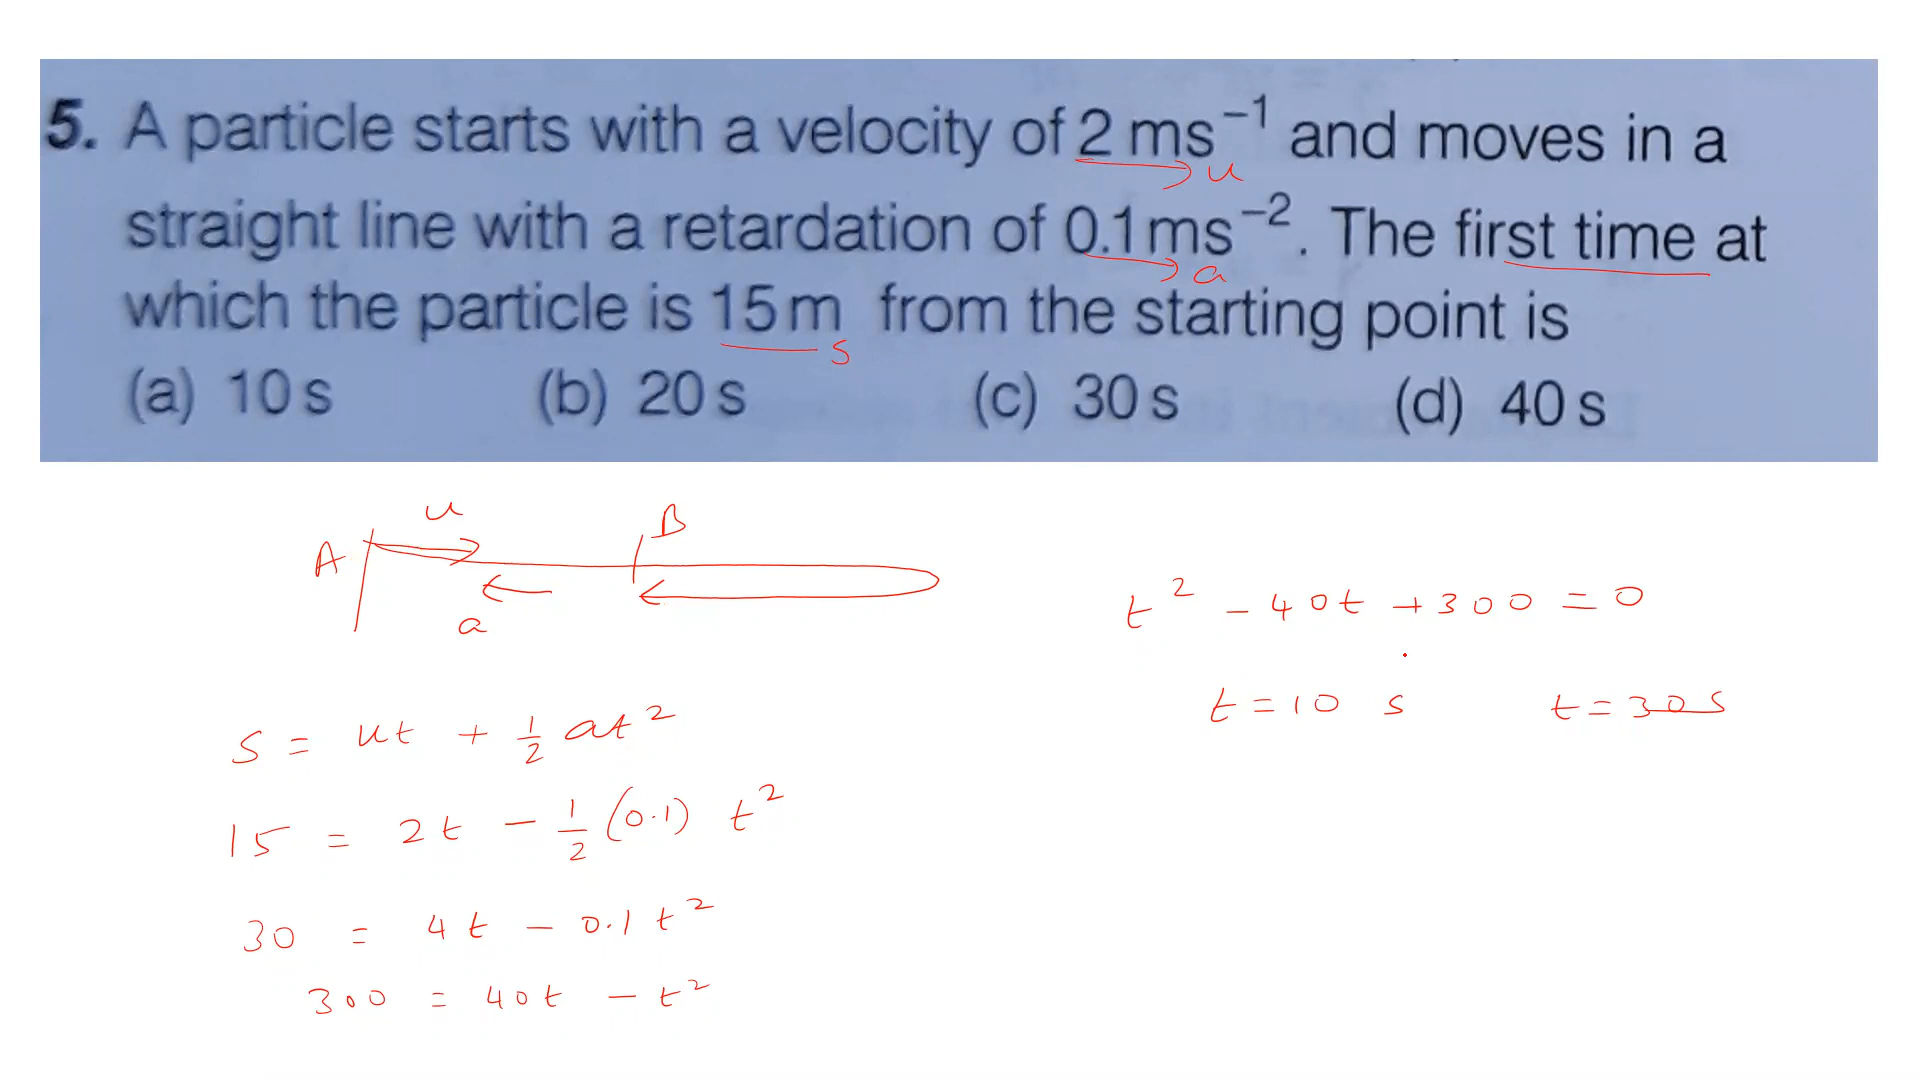 5. A particle starts with a velocity of 2 ms⁻¹ and moves in a
u
straight line with a retardation of 0.1 ms⁻². The first time at
a
which the particle is 15 m from the starting point is
s
(a) 10 s (b) 20 s (c) 30 s (d) 40 s
u
A
B
a
s = ut + 1/2 at²
15 = 2t - 1/2 (0.1) t²
30 = 4t - 0.1 t²
300 = 40t - t²
t² - 40t + 300 = 0
t = 10 s t = 30s